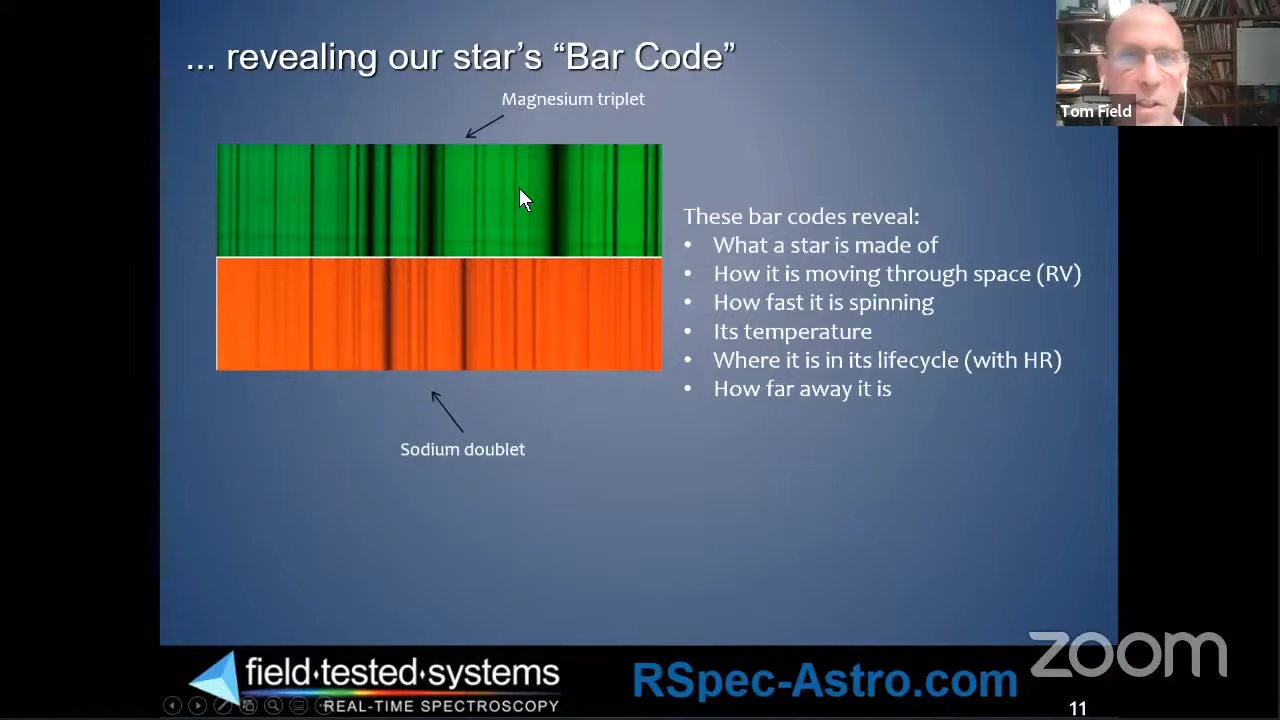 ... revealing our star’s “Bar Code”
Magnesium triplet
Tom Field
These bar codes reveal:
• What a star is made of
• How it is moving through space (RV)
• How fast it is spinning
• Its temperature
• Where it is in its lifecycle (with HR)
• How far away it is
Sodium doublet
field·tested·systems
REAL-TIME SPECTROSCOPY
RSpec-Astro.com
zoom
11